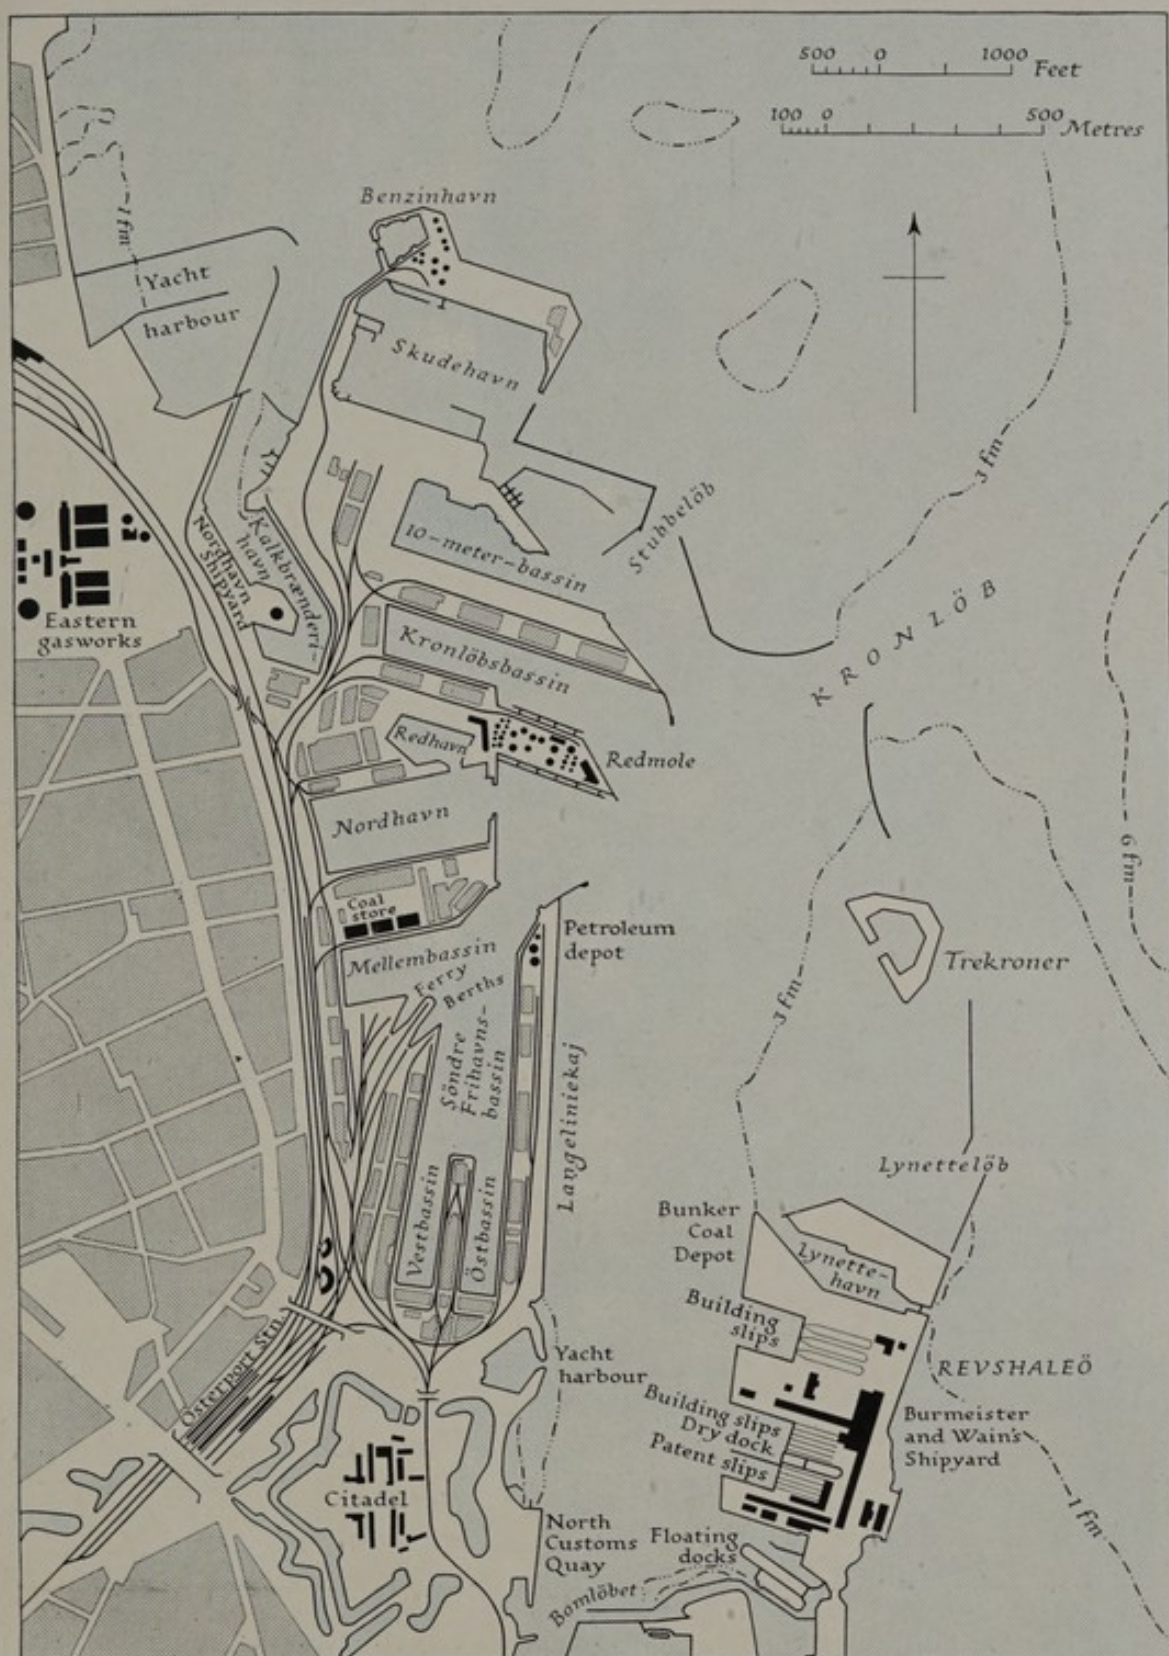 500 0 1000 Feet
100 0 500 Metres
Benzinhavn
1 fm
Yacht
harbour
Skudehavn
3 fm
Stubbelöb
10-meter-bassin
KRONLÖB
Nordhavn
Shipyard
Kalkbrænderi-
havn
Eastern
gasworks
Kronlöbsbassin
Redhavn
Redmole
Nordhavn
6 fm
Coal
store
Petroleum
depot
Mellembassin
Ferry
Berths
Trekroner
3 fm
Söndre
Frihavns-
bassin
Langeliniekaj
Lynettelöb
Vestbassin
Östbassin
Bunker
Coal
Depot
Lynette-
havn
Building
slips
Österport Stn.
Yacht
harbour
REVSHALEÖ
Building slips
Dry dock
Patent slips
Burmeister
and Wain's
Shipyard
Citadel
1 fm
North
Customs
Quay
Floating
docks
Bomlöbet